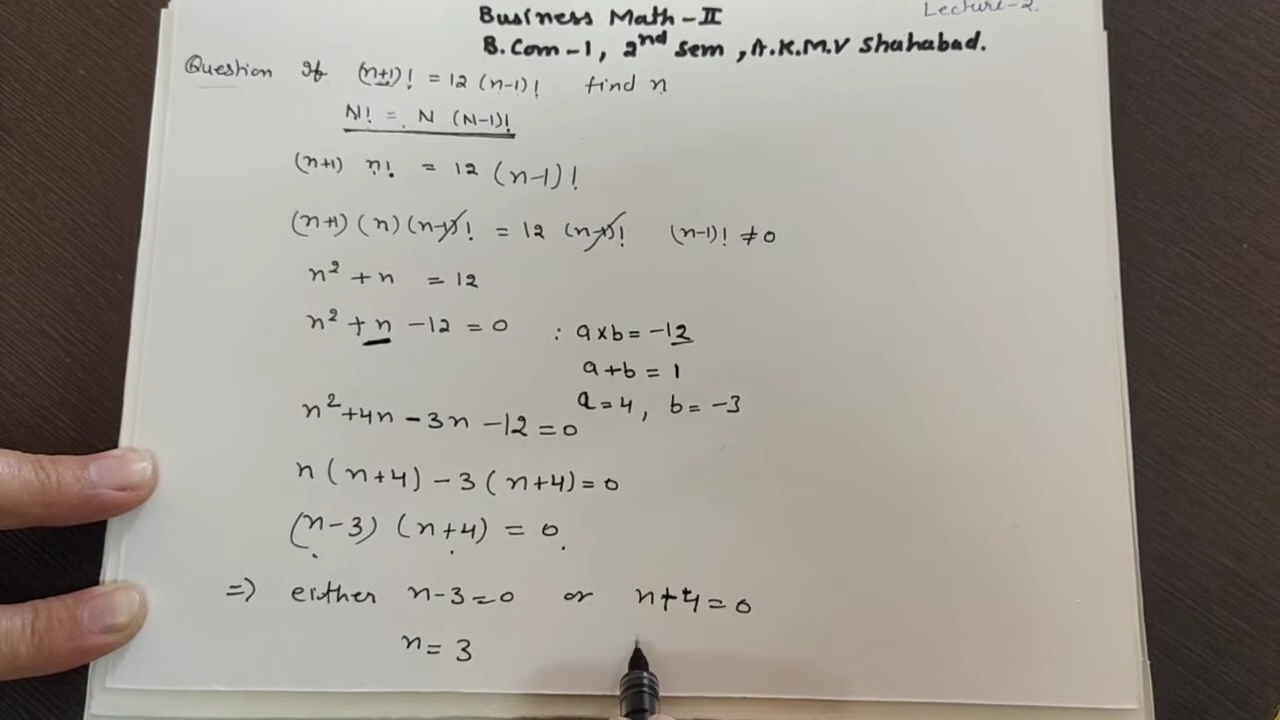 Business Math-II
Lecture-2.
B.Com-1, 2nd sem, A.K.M.V Shahabad.
Question If (n+1)! = 12 (n-1)! find n
N! = N (N-1)!
(n+1) n! = 12 (n-1)!
(n+1) (n) (n-1)! = 12 (n-1)! (n-1)! ≠ 0
n² + n = 12
n² + n - 12 = 0 : a×b = -12
a+b = 1
a = 4, b = -3
n² + 4n - 3n - 12 = 0
n (n+4) - 3 (n+4) = 0
(n-3) (n+4) = 0.
=) either n-3 = 0 or n+4 = 0
n = 3